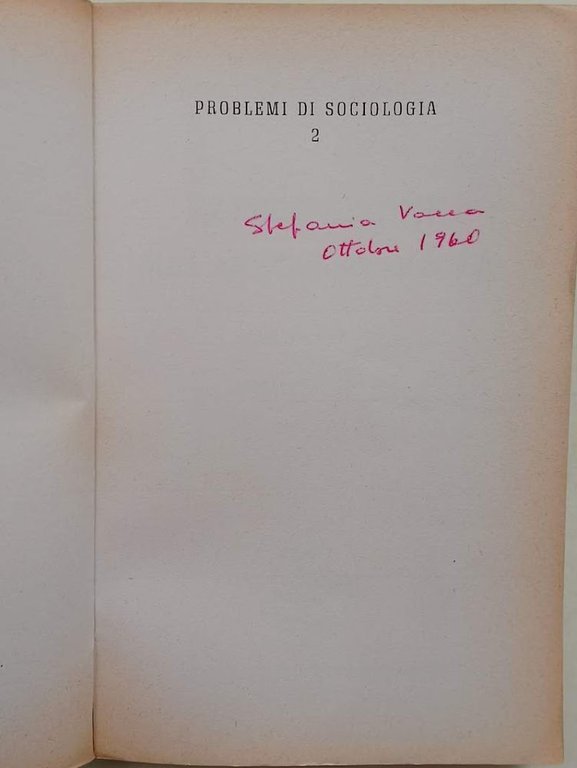 PROBLEMI DI SOCIOLOGIA
2
Stefania Vacca
Ottobre 1960